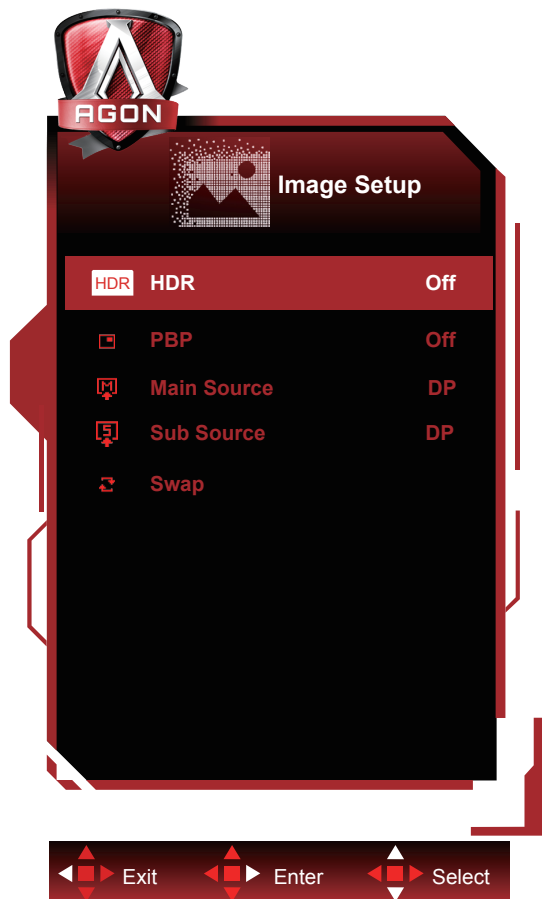 AGON
Image Setup
HDR HDR Off
PBP Off
M Main Source DP
S Sub Source DP
Swap
Exit Enter Select